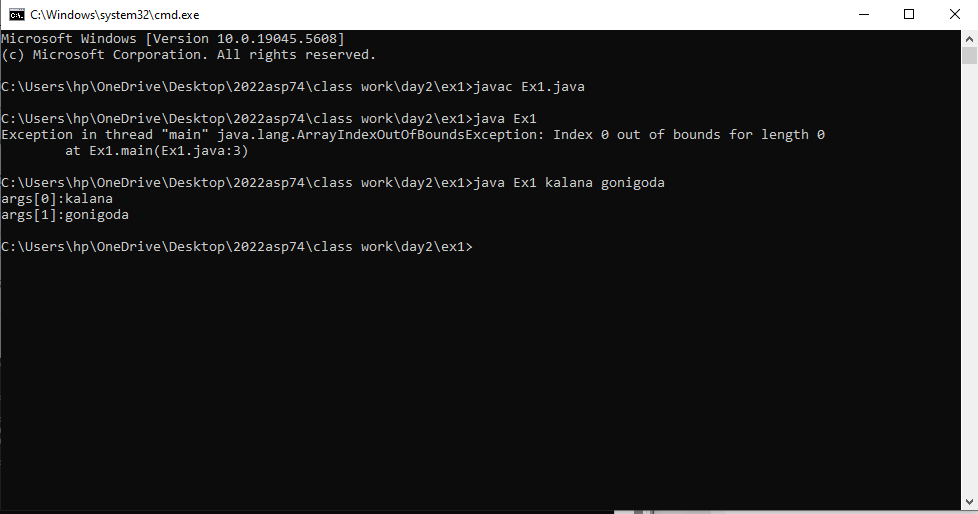 C:\Windows\system32\cmd.exe
Microsoft Windows [Version 10.0.19045.5608]
(c) Microsoft Corporation. All rights reserved.
C:\Users\hp\OneDrive\Desktop\2022asp74\class work\day2\ex1>javac Ex1.java
C:\Users\hp\OneDrive\Desktop\2022asp74\class work\day2\ex1>java Ex1
Exception in thread "main" java.lang.ArrayIndexOutOfBoundsException: Index 0 out of bounds for length 0
        at Ex1.main(Ex1.java:3)
C:\Users\hp\OneDrive\Desktop\2022asp74\class work\day2\ex1>java Ex1 kalana gonigoda
args[0]:kalana
args[1]:gonigoda
C:\Users\hp\OneDrive\Desktop\2022asp74\class work\day2\ex1>